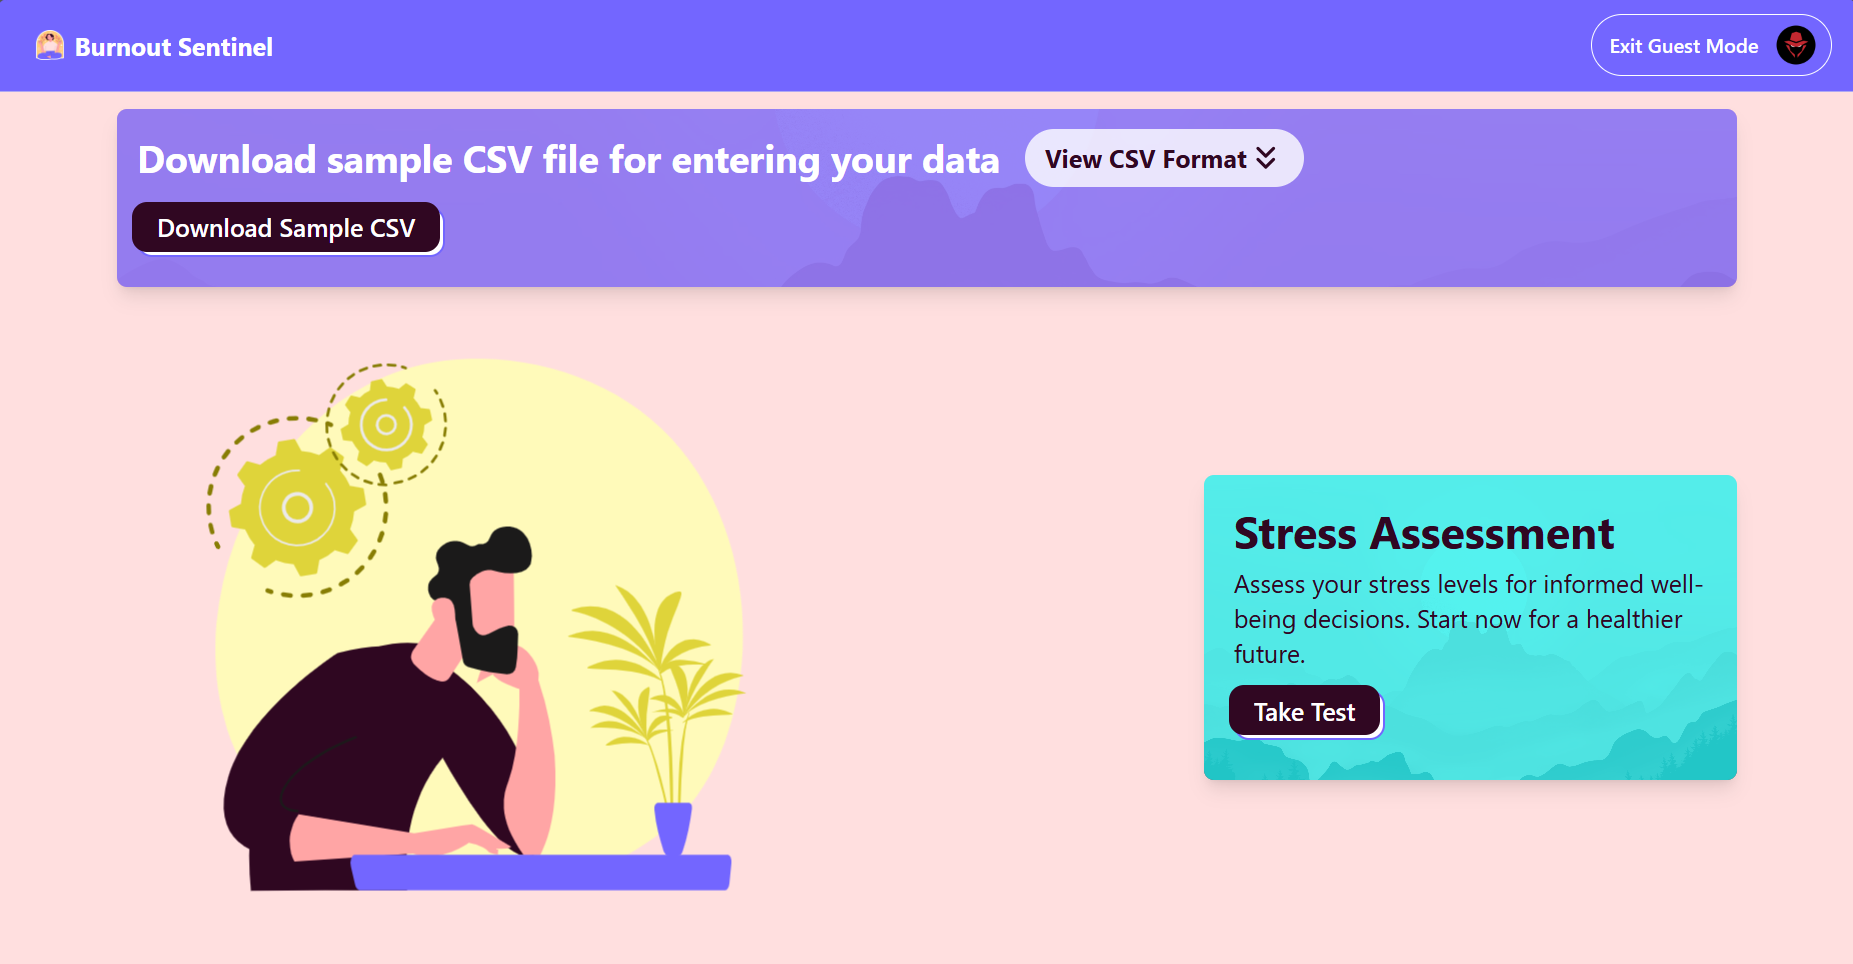 Burnout Sentinel
Exit Guest Mode
Download sample CSV file for entering your data
View CSV Format
Download Sample CSV
Stress Assessment
Assess your stress levels for informed well-
being decisions. Start now for a healthier
future.
Take Test